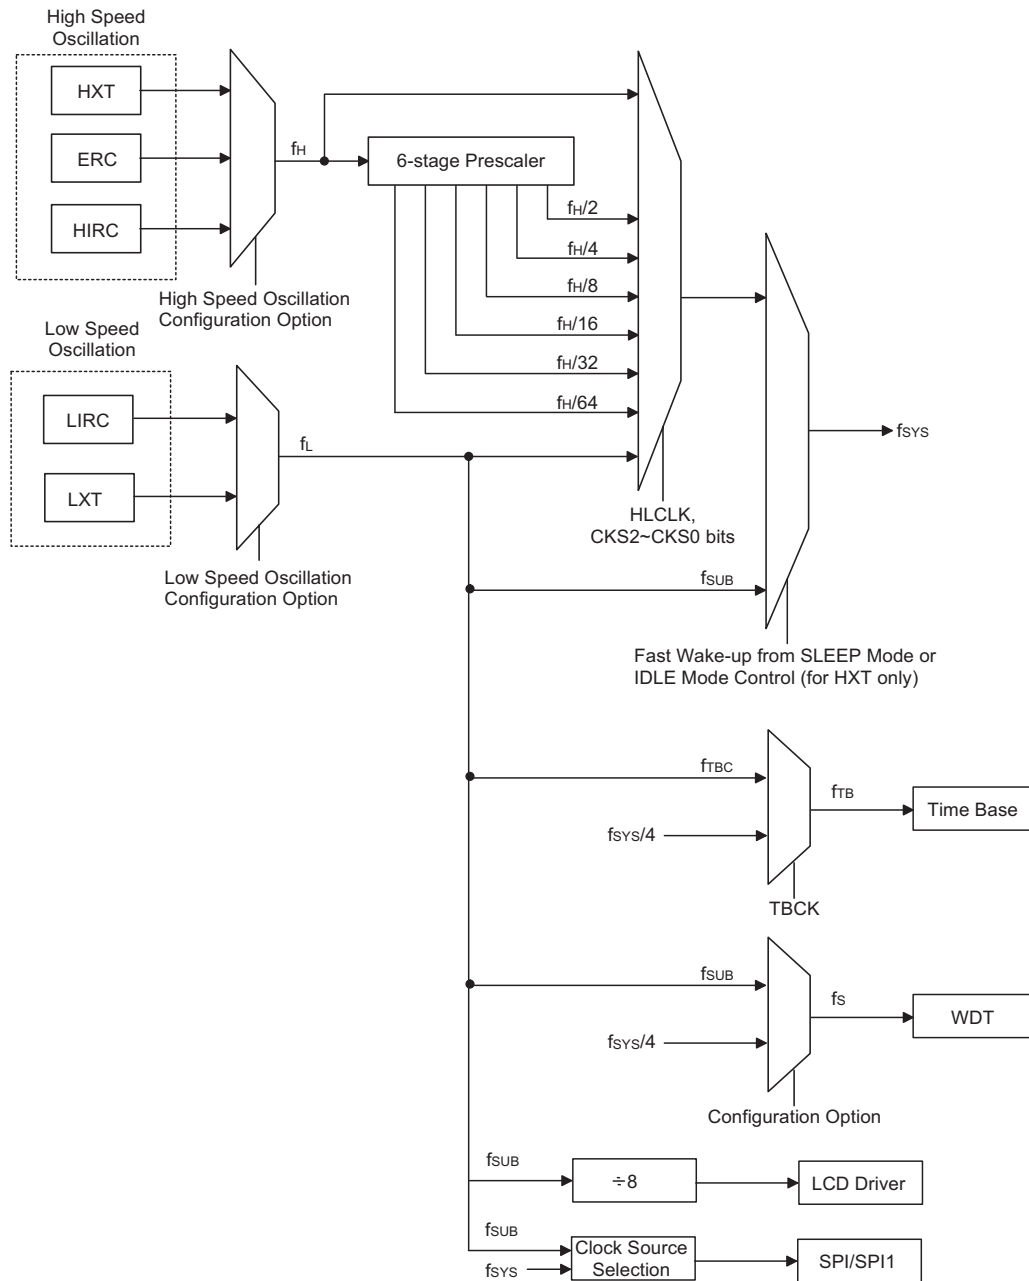 High Speed
Oscillation
HXT
ERC
HIRC
fH
6-stage Prescaler
fH/2
fH/4
fH/8
fH/16
fH/32
fH/64
High Speed Oscillation
Configuration Option
Low Speed
Oscillation
LIRC
LXT
fL
Low Speed Oscillation
Configuration Option
HLCLK,
CKS2~CKS0 bits
fSYS
fSUB
Fast Wake-up from SLEEP Mode or
IDLE Mode Control (for HXT only)
fTBC
fSYS/4
fTB
Time Base
TBCK
fSUB
fSYS/4
fS
WDT
Configuration Option
fSUB
÷8
LCD Driver
fSUB
fSYS
Clock Source
Selection
SPI/SPI1